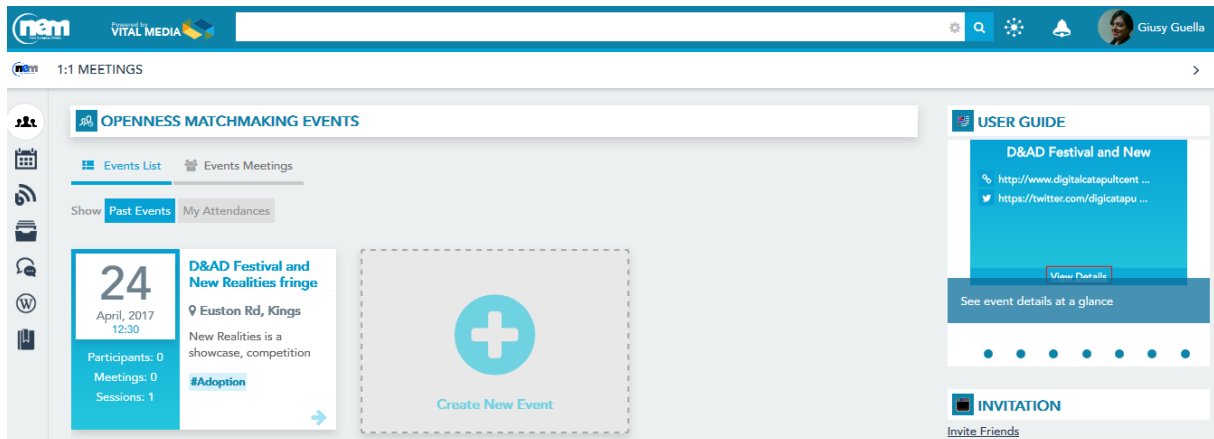 nem
Powered by
VITAL MEDIA
Giusy Guella
nem
1:1 MEETINGS
OPENNESS MATCHMAKING EVENTS
Events List
Events Meetings
Show
Past Events
My Attendances
24
April, 2017
12:30
Participants: 0
Meetings: 0
Sessions: 1
D&AD Festival and
New Realities fringe
Euston Rd, Kings
New Realities is a
showcase, competition
#Adoption
Create New Event
USER GUIDE
D&AD Festival and New
http://www.digitalcatapultcent ...
https://twitter.com/digicatapu ...
View Details
See event details at a glance
INVITATION
Invite Friends